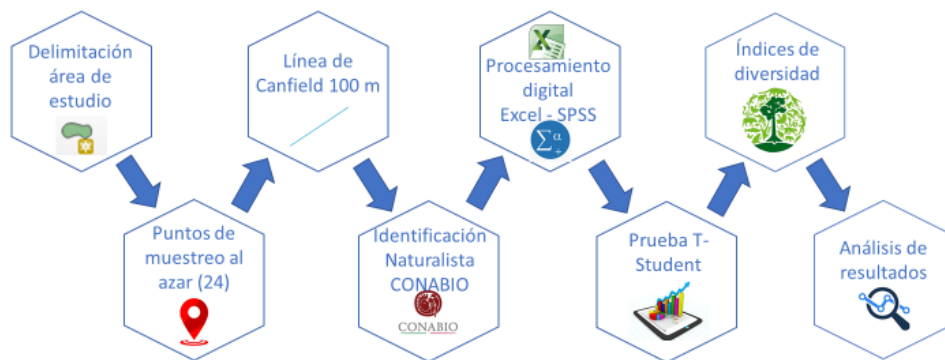 Delimitación
área de
estudio
Puntos de
muestreo al
azar (24)
Línea de
Canfield 100 m
Identificación
Naturalista
CONABIO
CONABIO
Procesamiento
digital
Excel - SPSS
Σα
+
Prueba T-
Student
Índices de
diversidad
Análisis de
resultados